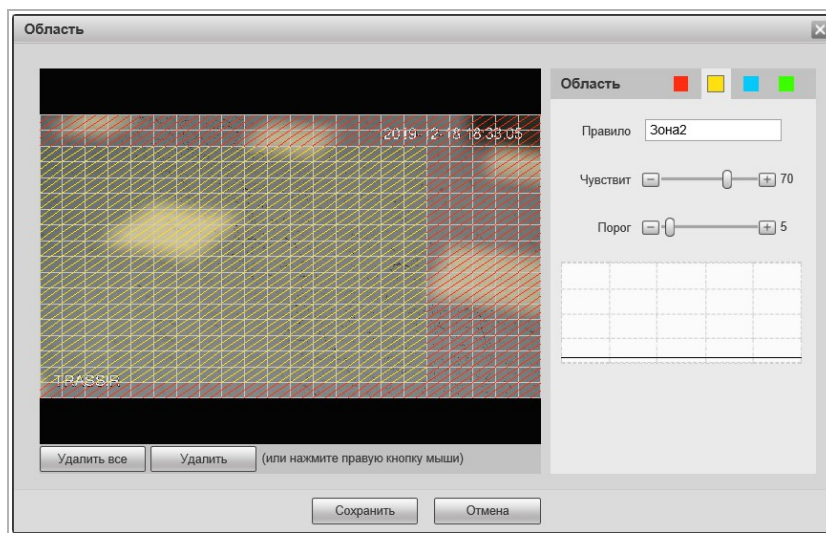 Область
2019-12-18 18:33:05
TRASSIR
Удалить все
Удалить
(или нажмите правую кнопку мыши)
Область
Правило
Зона2
Чувствит
70
Порог
5
Сохранить
Отмена